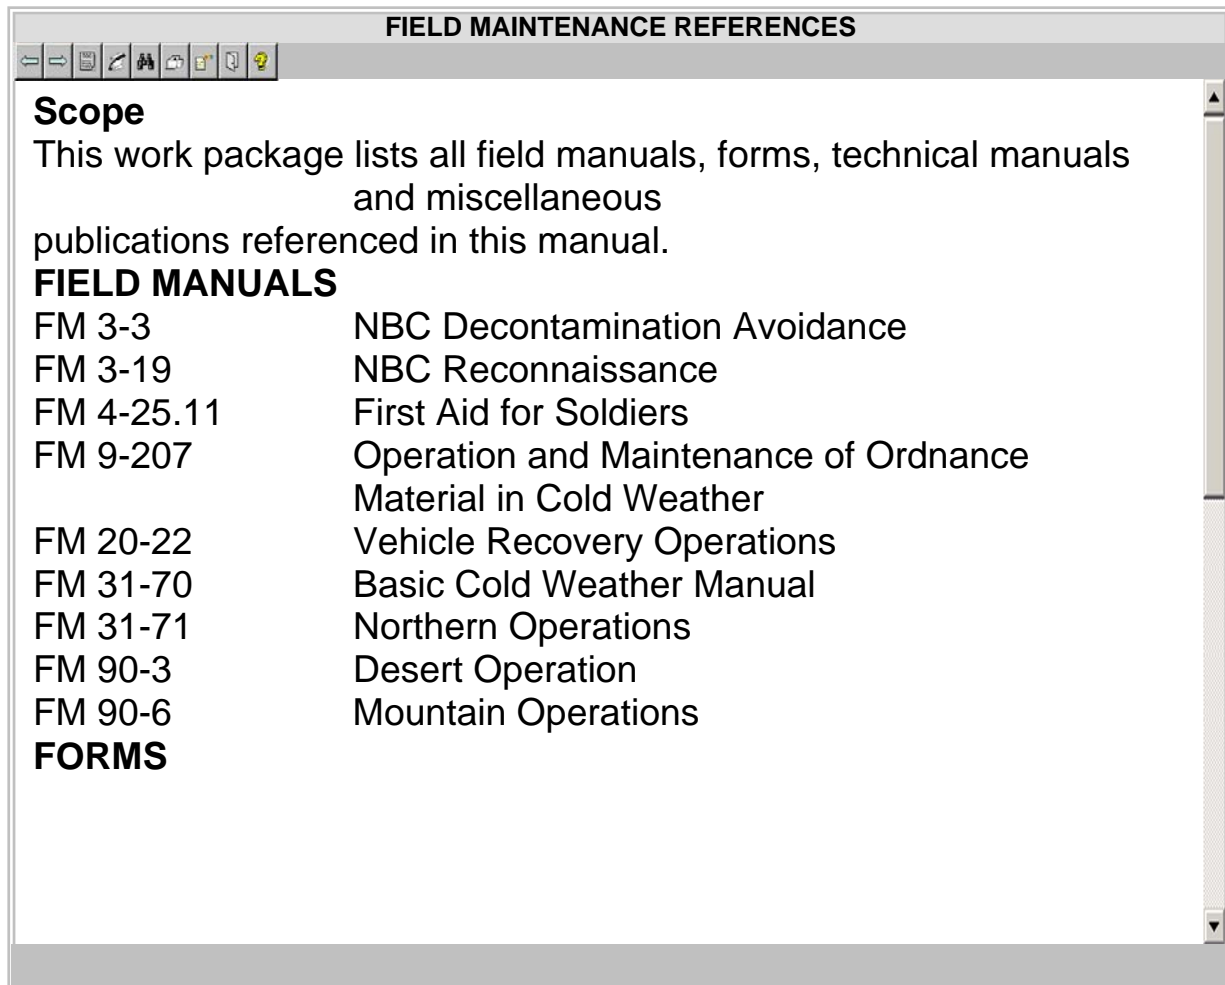 FIELD MAINTENANCE REFERENCES
Scope
This work package lists all field manuals, forms, technical manuals
and miscellaneous
publications referenced in this manual.
FIELD MANUALS
FM 3-3 NBC Decontamination Avoidance
FM 3-19 NBC Reconnaissance
FM 4-25.11 First Aid for Soldiers
FM 9-207 Operation and Maintenance of Ordnance
Material in Cold Weather
FM 20-22 Vehicle Recovery Operations
FM 31-70 Basic Cold Weather Manual
FM 31-71 Northern Operations
FM 90-3 Desert Operation
FM 90-6 Mountain Operations
FORMS